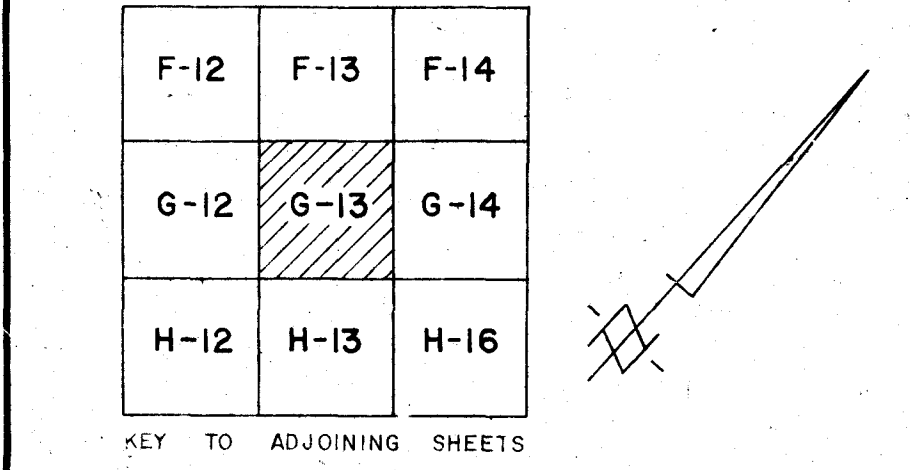 F-12 F-13 F-14
G-12 G-13 G-14
H-12 H-13 H-16
KEY TO ADJOINING SHEETS